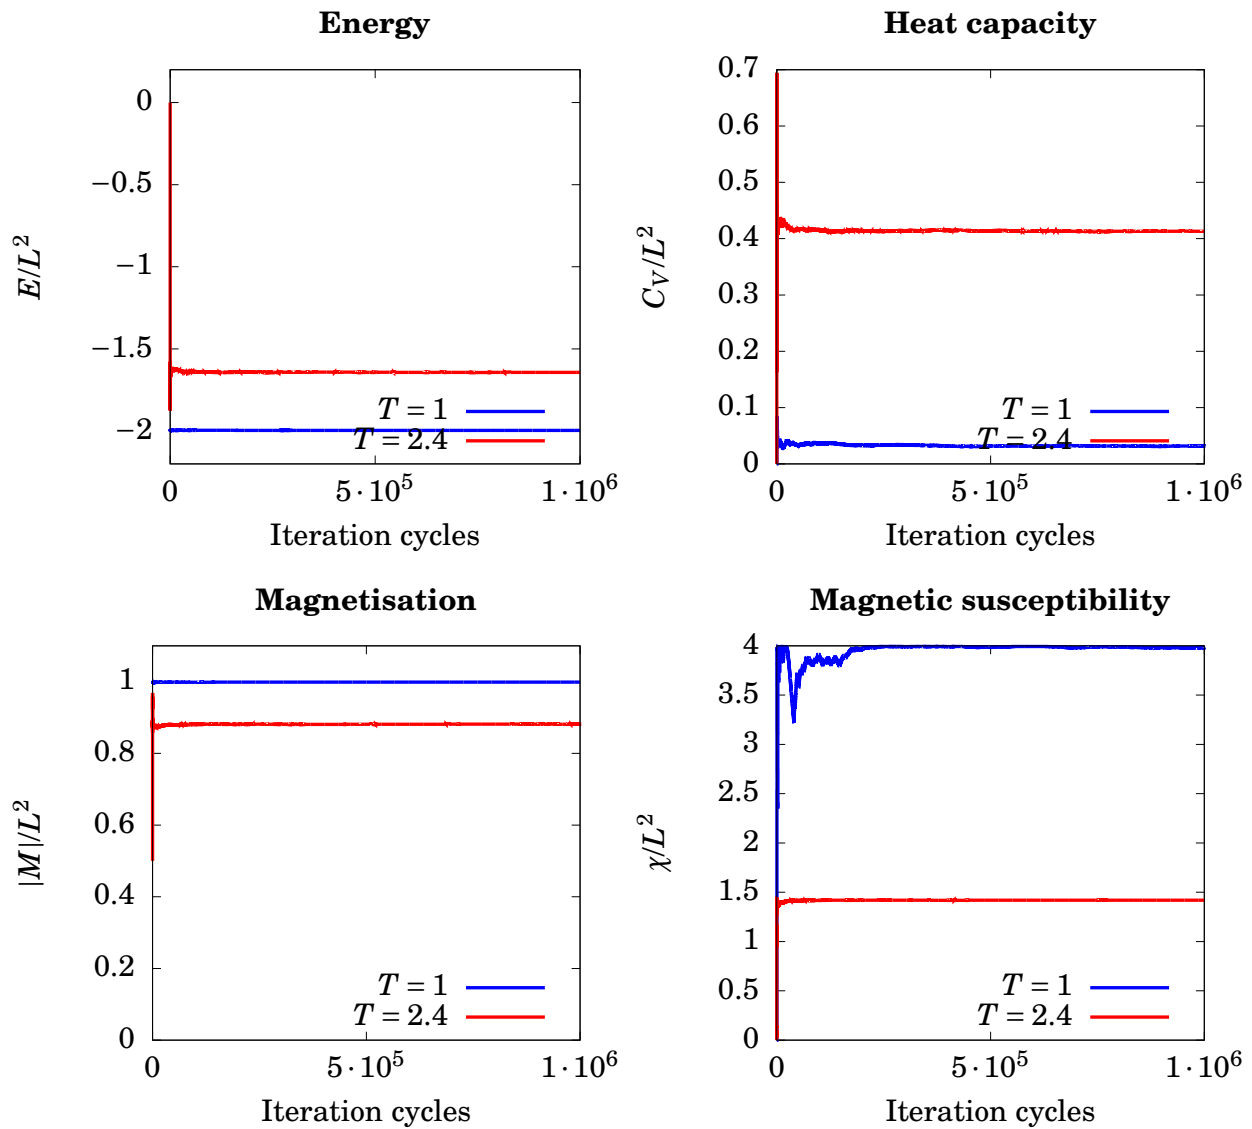 Energy
E/L²
0
−0.5
−1
−1.5
−2
T = 1
T = 2.4
0
5·10⁵
1·10⁶
Iteration cycles
Heat capacity
C_V/L²
0.7
0.6
0.5
0.4
0.3
0.2
0.1
0
T = 1
T = 2.4
0
5·10⁵
1·10⁶
Iteration cycles
Magnetisation
|M|/L²
1
0.8
0.6
0.4
0.2
0
T = 1
T = 2.4
0
5·10⁵
1·10⁶
Iteration cycles
Magnetic susceptibility
χ/L²
4
3.5
3
2.5
2
1.5
1
0.5
0
T = 1
T = 2.4
0
5·10⁵
1·10⁶
Iteration cycles